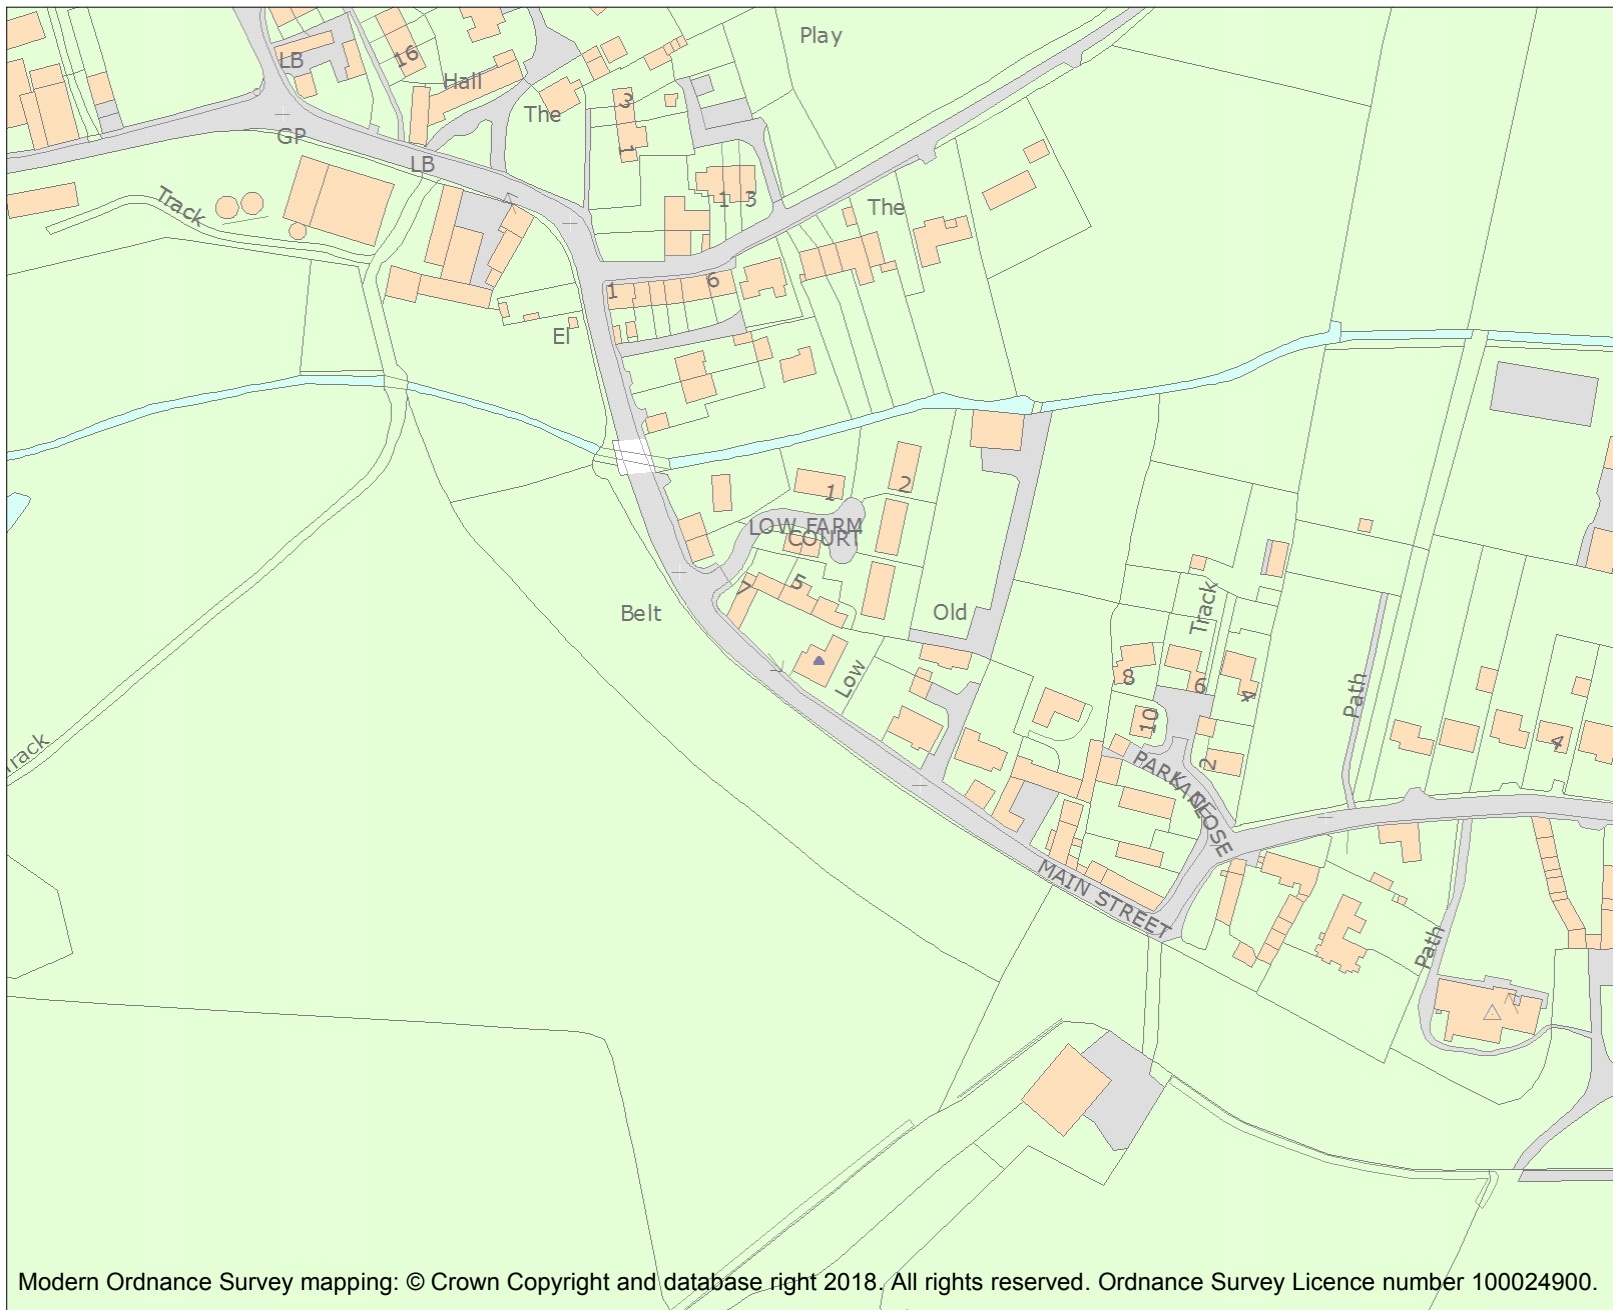 Play
LB
16
Hall
The
3
GP
1
LB
Track
1 3
The
6
1
El
1
2
LOW FARM
COURT
5
7
Belt
Old
Track
Low
8
6
4
Path
10
Track
4
2
PARK
LANE
CLOSE
MAIN STREET
Path
Modern Ordnance Survey mapping: © Crown Copyright and database right 2018. All rights reserved. Ordnance Survey Licence number 100024900.